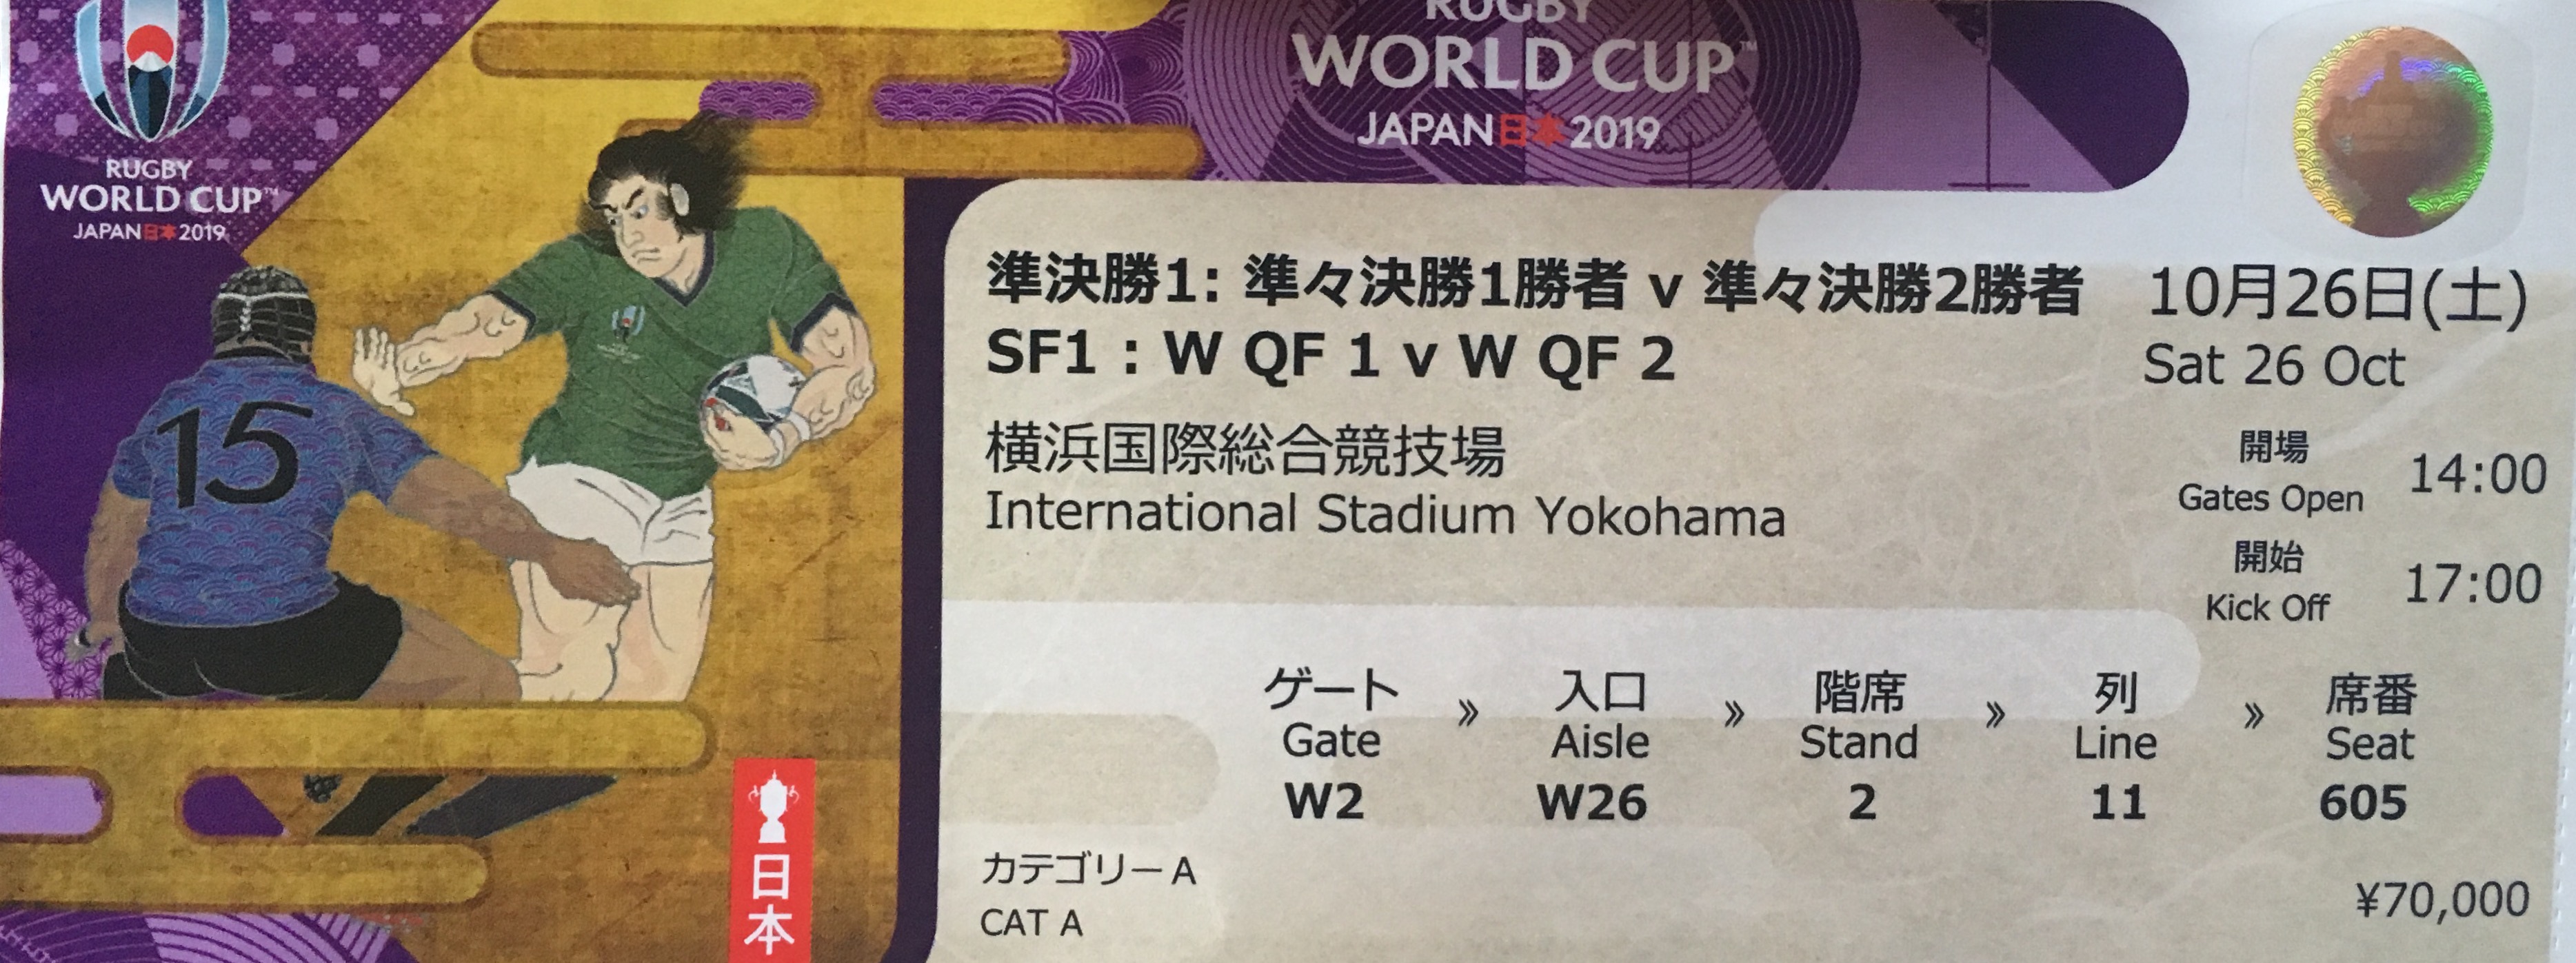 RUGBY
WORLD CUP™
JAPAN日本2019
RUGBY
WORLD CUP™
JAPAN日本2019
15
日本
準決勝1: 準々決勝1勝者 v 準々決勝2勝者
SF1 : W QF 1 v W QF 2
10月26日(土)
Sat 26 Oct
横浜国際総合競技場
International Stadium Yokohama
開場
Gates Open
14:00
開始
Kick Off
17:00
ゲート » 入口 » 階席 » 列 » 席番
Gate Aisle Stand Line Seat
W2 W26 2 11 605
カテゴリーA
CAT A
¥70,000